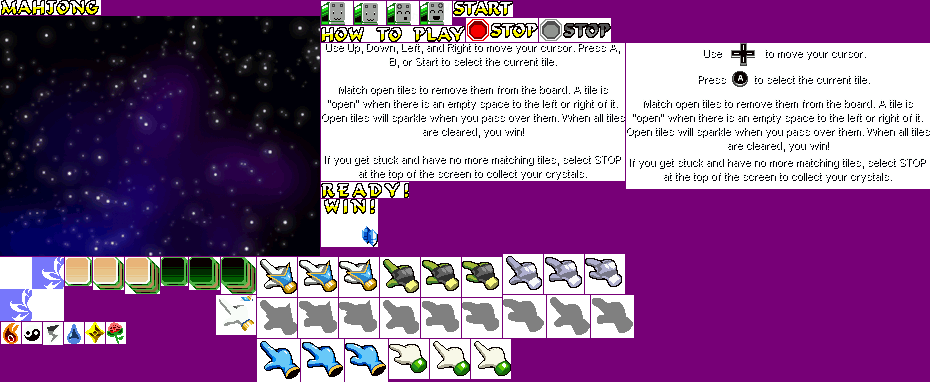 MAHJONG
START
HOW TO PLAY
STOP
STOP
Use Up, Down, Left, and Right to move your cursor. Press A,
B, or Start to select the current tile.
Match open tiles to remove them from the board. A tile is
"open" when there is an empty space to the left or right of it.
Open tiles will sparkle when you pass over them. When all tiles
are cleared, you win!
If you get stuck and have no more matching tiles, select STOP
at the top of the screen to collect your crystals.
Use to move your cursor.
Press A to select the current tile.
Match open tiles to remove them from the board. A tile is
"open" when there is an empty space to the left or right of it.
Open tiles will sparkle when you pass over them. When all tiles
are cleared, you win!
If you get stuck and have no more matching tiles, select STOP
at the top of the screen to collect your crystals.
READY!
WIN!